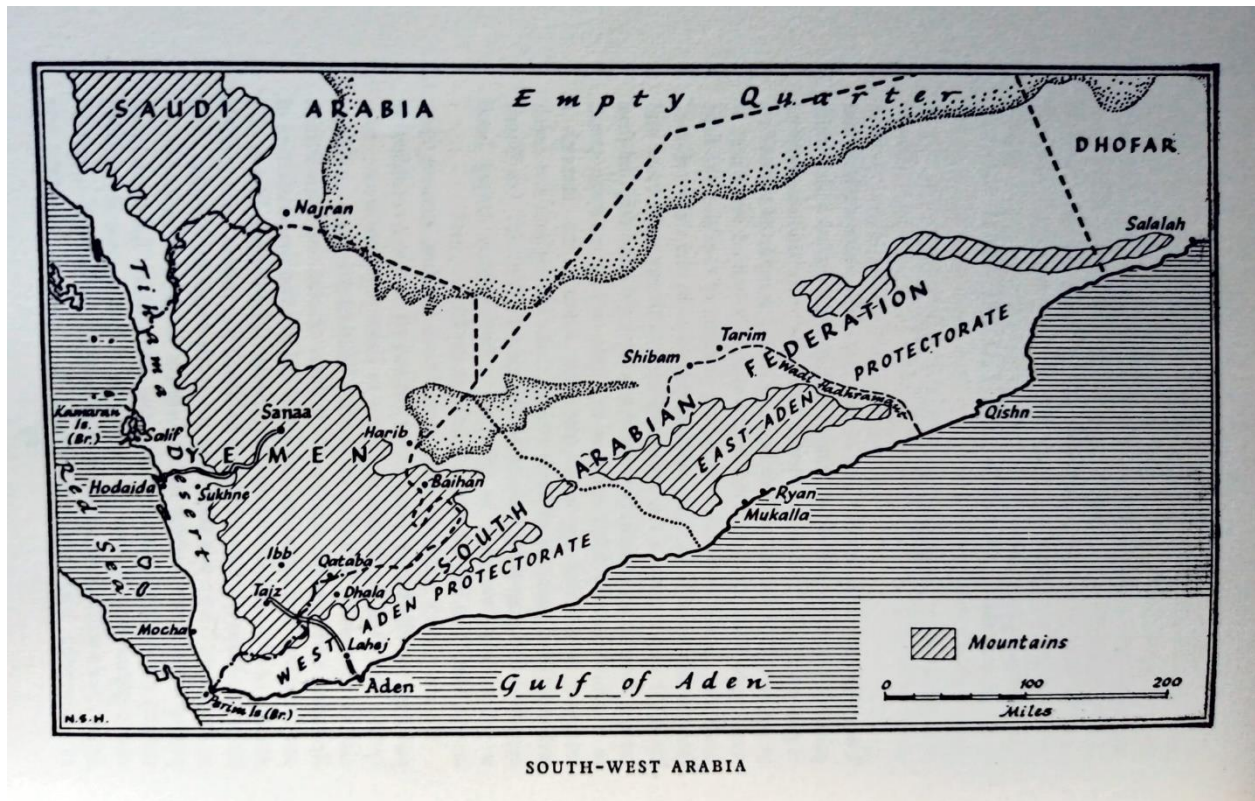 SAUDI ARABIA
Empty Quarter
DHOFAR
Najran
Salalah
Tihama Desert
SOUTH ARABIAN FEDERATION
EAST ADEN PROTECTORATE
WEST ADEN PROTECTORATE
Tarim
Shibam
Wadi Hadhramaut
Qishn
Kamaran
Is.
(Br.)
Salif
Sanaa
YEMEN
Harib
Baihan
Hodaida
Sukhne
Red Sea
Ryan
Mukalla
Ibb
Qataba
Taiz
Dhala
Mocha
Lahej
Aden
Gulf of Aden
Perim Is (Br.)
Mountains
0 100 200
Miles
N.S.H.
SOUTH-WEST ARABIA